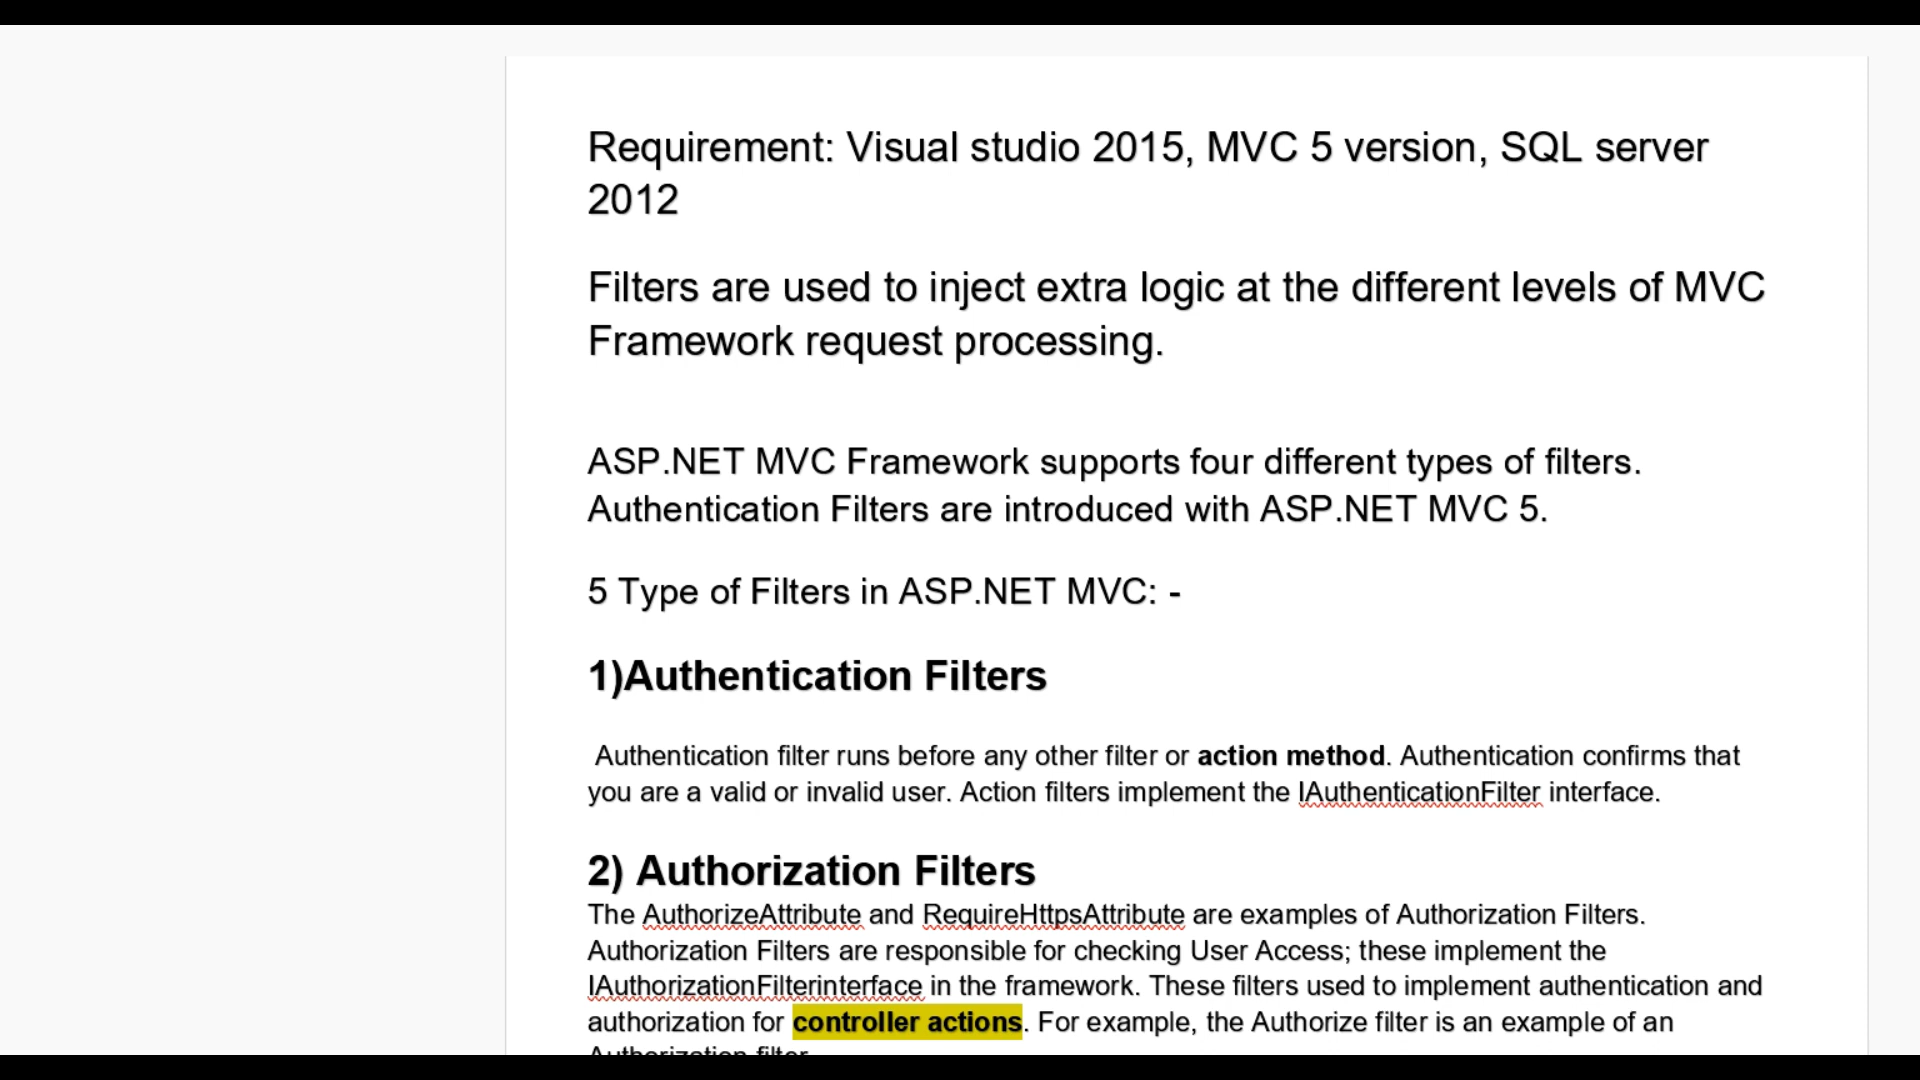 Requirement: Visual studio 2015, MVC 5 version, SQL server
2012
Filters are used to inject extra logic at the different levels of MVC
Framework request processing.
ASP.NET MVC Framework supports four different types of filters.
Authentication Filters are introduced with ASP.NET MVC 5.
5 Type of Filters in ASP.NET MVC: -
1)Authentication Filters
Authentication filter runs before any other filter or action method. Authentication confirms that
you are a valid or invalid user. Action filters implement the IAuthenticationFilter interface.
2) Authorization Filters
The AuthorizeAttribute and RequireHttpsAttribute are examples of Authorization Filters.
Authorization Filters are responsible for checking User Access; these implement the
IAuthorizationFilterinterface in the framework. These filters used to implement authentication and
authorization for controller actions. For example, the Authorize filter is an example of an
Authorization filter.